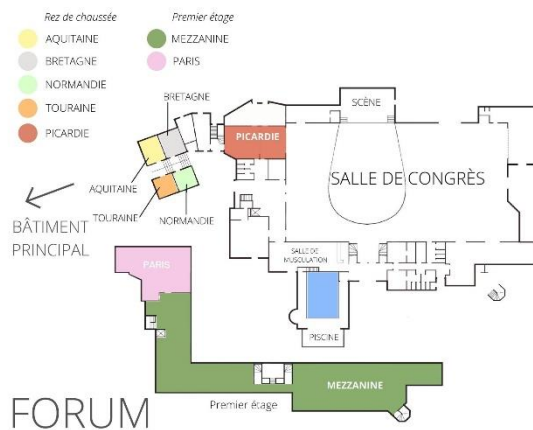 Rez de chaussée
AQUITAINE
BRETAGNE
NORMANDIE
TOURAINE
PICARDIE
Premier étage
MEZZANINE
PARIS
BRETAGNE
SCÈNE
PICARDIE
SALLE DE CONGRÈS
AQUITAINE
TOURAINE
NORMANDIE
BÂTIMENT
PRINCIPAL
SALLE DE
MUSCULATION
PARIS
PISCINE
MEZZANINE
Premier étage
FORUM